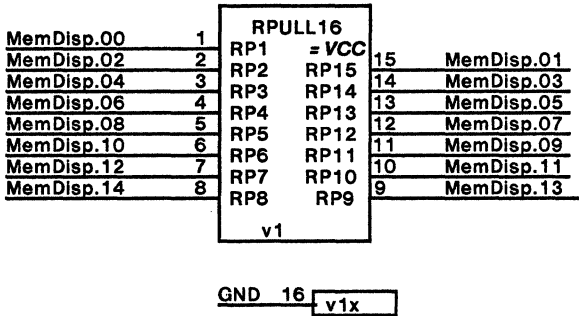 RPULL16
MemDisp.00 1 RP1 = VCC
MemDisp.02 2 RP2 RP15 15 MemDisp.01
MemDisp.04 3 RP3 RP14 14 MemDisp.03
MemDisp.06 4 RP4 RP13 13 MemDisp.05
MemDisp.08 5 RP5 RP12 12 MemDisp.07
MemDisp.10 6 RP6 RP11 11 MemDisp.09
MemDisp.12 7 RP7 RP10 10 MemDisp.11
MemDisp.14 8 RP8 RP9 9 MemDisp.13
v1
GND 16 v1x